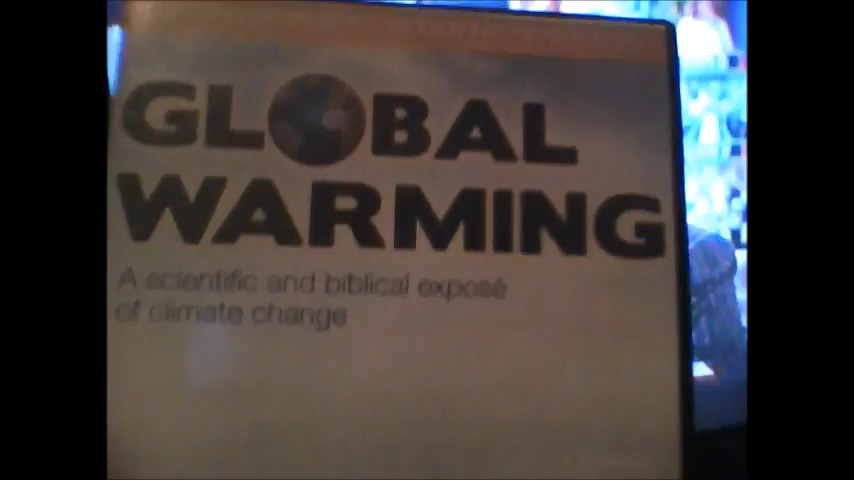 GLOBAL
WARMING
A scientific and biblical exposé
of climate change